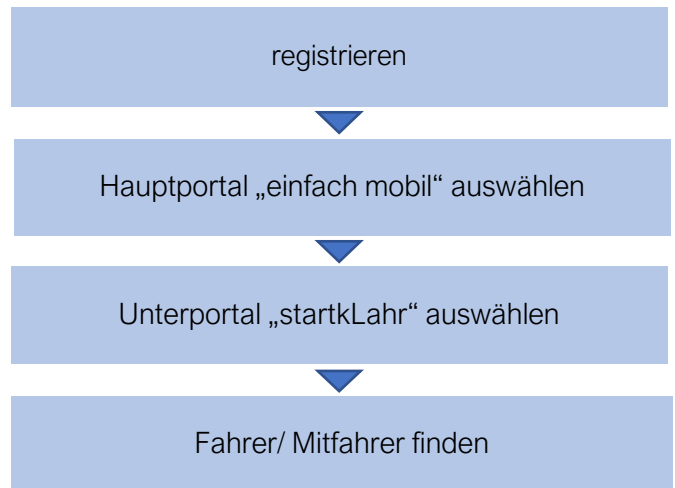 registrieren
Hauptportal „einfach mobil“ auswählen
Unterportal „startkLahr“ auswählen
Fahrer/ Mitfahrer finden